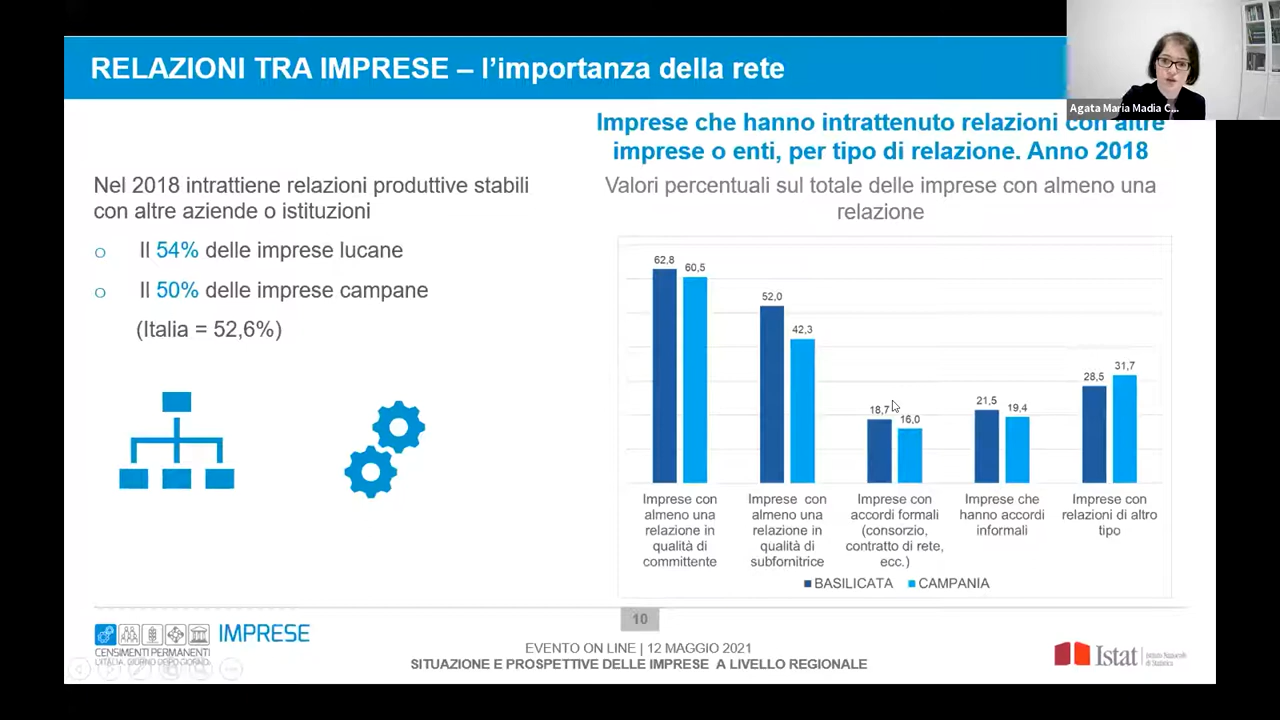 RELAZIONI TRA IMPRESE – l’importanza della rete
Agata Maria Madia C...
Imprese che hanno intrattenuto relazioni con altre
imprese o enti, per tipo di relazione. Anno 2018
Valori percentuali sul totale delle imprese con almeno una
relazione
Nel 2018 intrattiene relazioni produttive stabili
con altre aziende o istituzioni
o Il 54% delle imprese lucane
o Il 50% delle imprese campane
(Italia = 52,6%)
62,8
60,5
52,0
42,3
18,7
16,0
21,5
19,4
28,5
31,7
Imprese con
almeno una
relazione in
qualità di
committente
Imprese con
almeno una
relazione in
qualità di
subfornitrice
Imprese con
accordi formali
(consorzio,
contratto di rete,
ecc.)
Imprese che
hanno accordi
informali
Imprese con
relazioni di altro
tipo
BASILICATA CAMPANIA
10
IMPRESE
CENSIMENTI PERMANENTI
L'ITALIA, GIORNO DOPO GIORNO
EVENTO ON LINE | 12 MAGGIO 2021
SITUAZIONE E PROSPETTIVE DELLE IMPRESE A LIVELLO REGIONALE
Istat
Istituto Nazionale
di Statistica